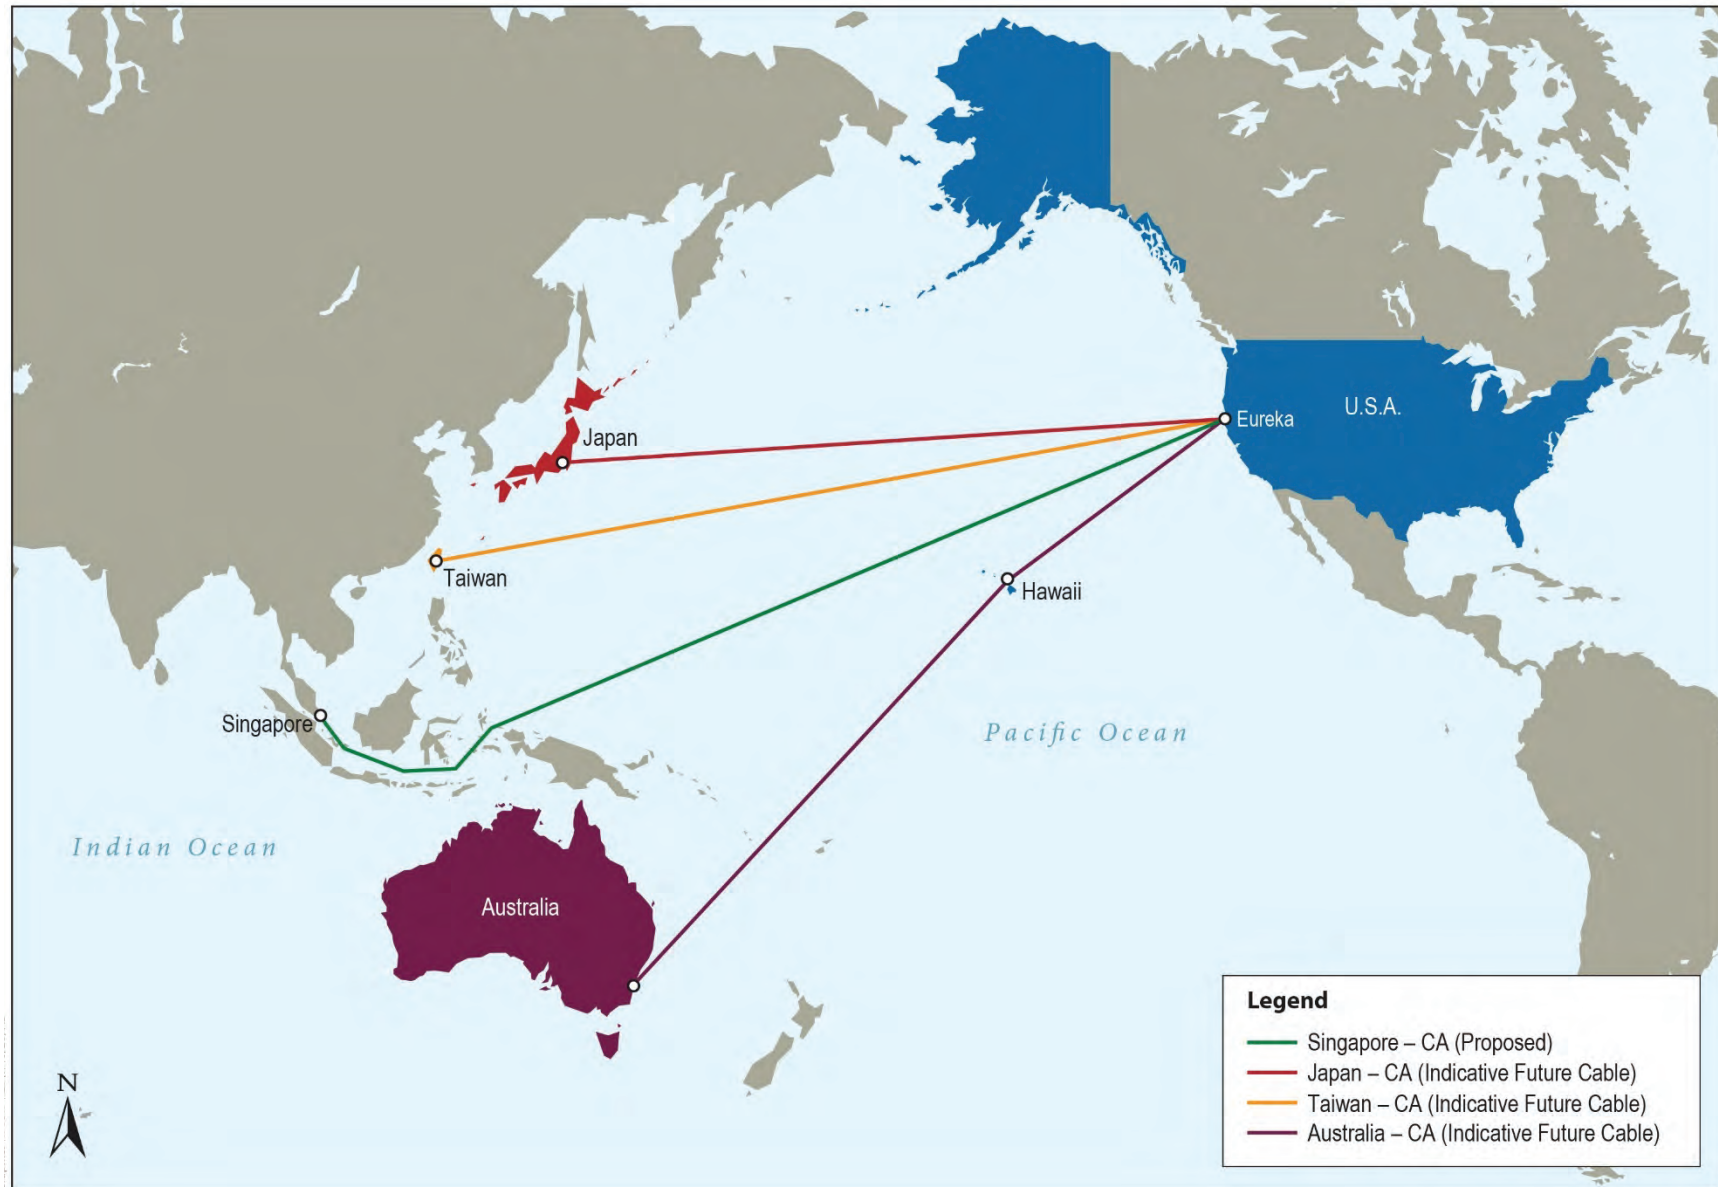 U.S.A.
Eureka
Japan
Taiwan
Hawaii
Singapore
Pacific Ocean
Indian Ocean
Australia
N
Legend
Singapore – CA (Proposed)
Japan – CA (Indicative Future Cable)
Taiwan – CA (Indicative Future Cable)
Australia – CA (Indicative Future Cable)